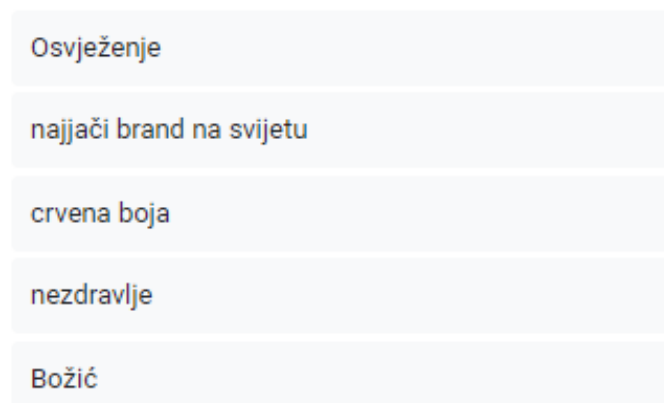 Osvježenje
najjači brand na svijetu
crvena boja
nezdravlje
Božić